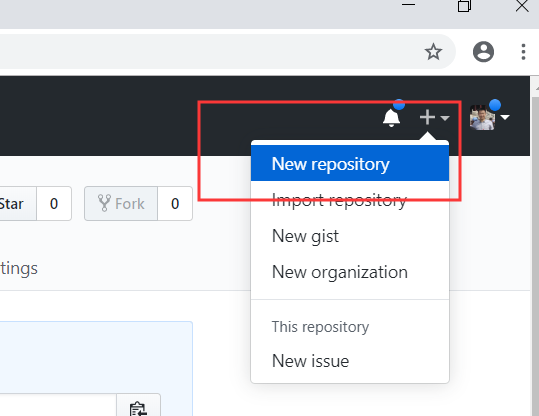 New repository
Star 0 Fork 0
Import repository
New gist
tings
New organization
This repository
New issue